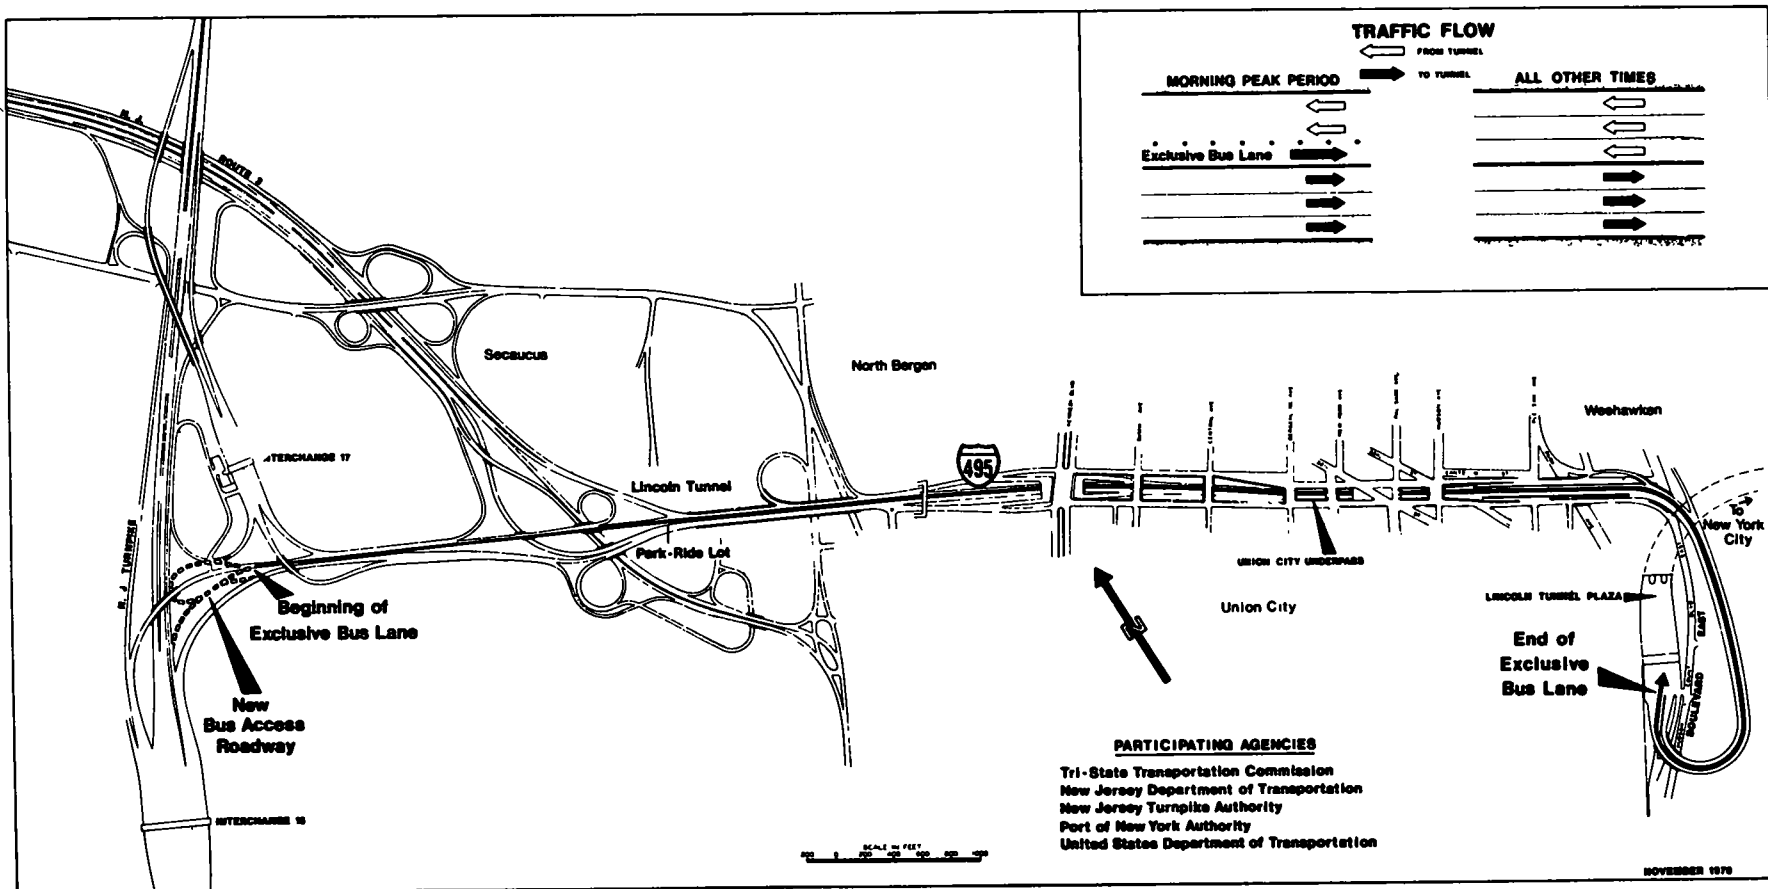 TRAFFIC FLOW
FROM TUNNEL
TO TUNNEL
MORNING PEAK PERIOD
ALL OTHER TIMES
Exclusive Bus Lane
N. J.
ROUTE 3
Secaucus
North Bergen
Weehawken
495
INTERCHANGE 17
Lincoln Tunnel
Park-Ride Lot
To
New York
City
N. J. TURNPIKE
UNION CITY UNDERPASS
Union City
LINCOLN TUNNEL PLAZA
Beginning of
Exclusive Bus Lane
End of
Exclusive
Bus Lane
BOULEVARD
EAST
New
Bus Access
Roadway
N
PARTICIPATING AGENCIES
Tri-State Transportation Commission
New Jersey Department of Transportation
New Jersey Turnpike Authority
Port of New York Authority
United States Department of Transportation
INTERCHANGE 16
SCALE IN FEET
NOVEMBER 1970